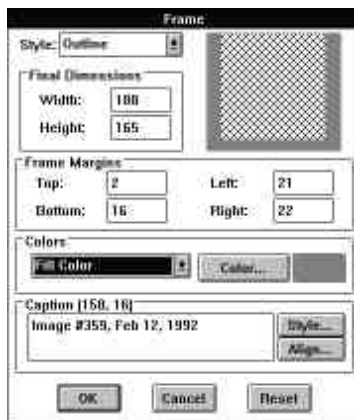 Frame
Style: Outline
Final Dimensions
Width: 188
Height: 165
Frame Margins
Top: 2 Left: 21
Bottom: 16 Right: 22
Colors
Fill Color Color...
Caption (158, 16)
Image #359, Feb 12, 1992 Style...
Align...
OK Cancel Reset